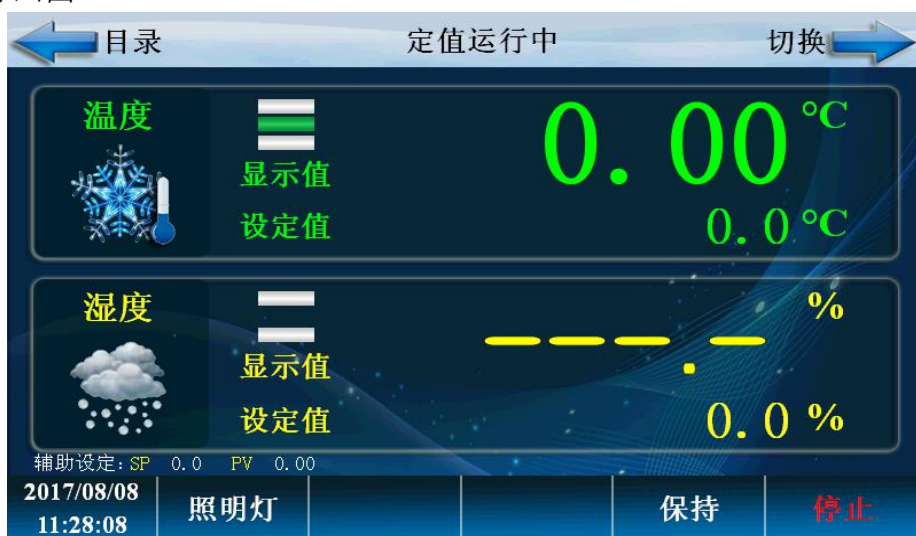 目录 定值运行中 切换
温度 0.00 ℃
显示值
设定值 0.0 ℃
湿度 %
显示值 ---.-
设定值 0.0 %
辅助设定:SP 0.0 PV 0.00
2017/08/08
11:28:08
照明灯 保持 停止